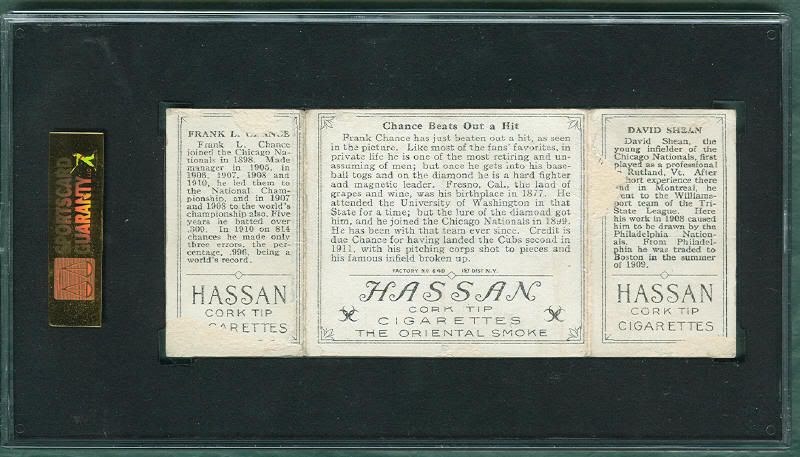 SPORTSCARD
GUARANTY
FRANK L. CHANCE
Frank L. Chance
joined the Chicago Na-
tionals in 1898. Made
manager in 1905, in
1906, 1907, 1908 and
1910, he led them to
the National Cham-
pionship, and in 1907
and 1908 to the world's
championship also. Five
years he batted over
.300. In 1910 on 814
chances he made only
three errors, the per-
centage, .996, being a
world's record.
HASSAN
CORK TIP
CIGARETTES
Chance Beats Out a Hit
Frank Chance has just beaten out a hit, as seen
in the picture. Like most of the fans' favorites, in
private life he is one of the most retiring and un-
assuming of men; but once he gets into his base-
ball togs and on the diamond he is a hard fighter
and magnetic leader. Fresno, Cal., the land of
grapes and wine, was his birthplace in 1877. He
attended the University of Washington in that
State for a time; but the lure of the diamond got
him, and he joined the Chicago Nationals in 1899.
He has been with that team ever since. Credit is
due Chance for having landed the Cubs second in
1911, with his pitching corps shot to pieces and
his famous infield broken up.
FACTORY No 649 1st DIST. N.Y.
HASSAN
CORK TIP
CIGARETTES
THE ORIENTAL SMOKE
DAVID SHEAN
David Shean, the
young infielder of the
Chicago Nationals, first
played as a professional
Rutland, Vt. After
hort experience there
nd in Montreal, he
ent to the Williams-
port team of the Tri-
State League. Here
his work in 1908 caused
him to be drawn by the
Philadelphia Nation-
als. From Philadel-
phia he was traded to
Boston in the summer
of 1909.
HASSAN
CORK TIP
CIGARETTES